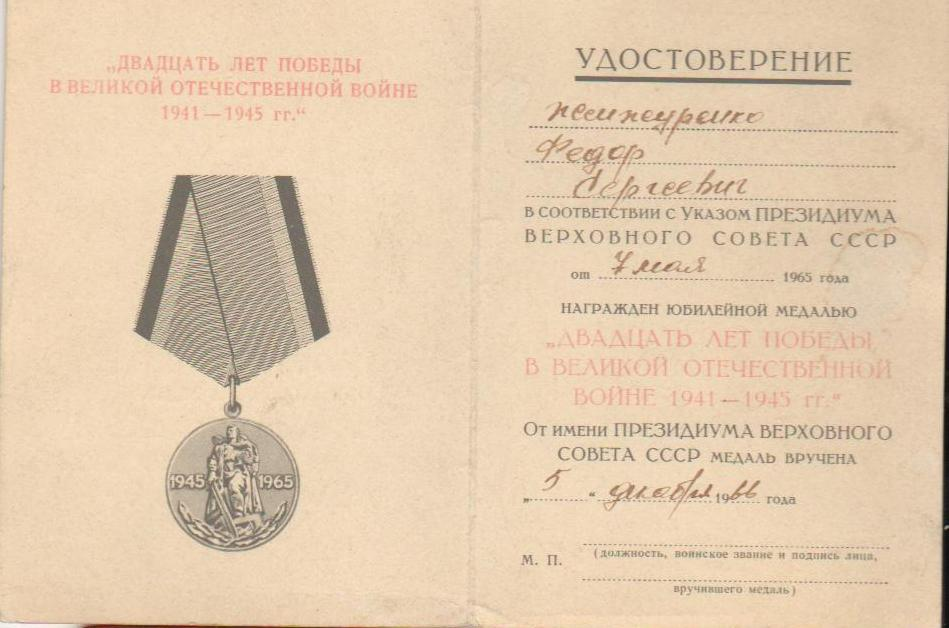 „ДВАДЦАТЬ ЛЕТ ПОБЕДЫ
В ВЕЛИКОЙ ОТЕЧЕСТВЕННОЙ ВОЙНЕ
1941—1945 гг.“
1945 1965
УДОСТОВЕРЕНИЕ
Федор
Сергеевич
В СООТВЕТСТВИИ С УКАЗОМ ПРЕЗИДИУМА
ВЕРХОВНОГО СОВЕТА СССР
от 7 мая 1965 года
НАГРАЖДЕН ЮБИЛЕЙНОЙ МЕДАЛЬЮ
„ДВАДЦАТЬ ЛЕТ ПОБЕДЫ
В ВЕЛИКОЙ ОТЕЧЕСТВЕННОЙ
ВОЙНЕ 1941—1945 гг.“
От имени ПРЕЗИДИУМА ВЕРХОВНОГО
СОВЕТА СССР МЕДАЛЬ ВРУЧЕНА
„ 5 “ декабря 1966 года
М. П. (должность, воинское звание и подпись лица,
вручившего медаль)